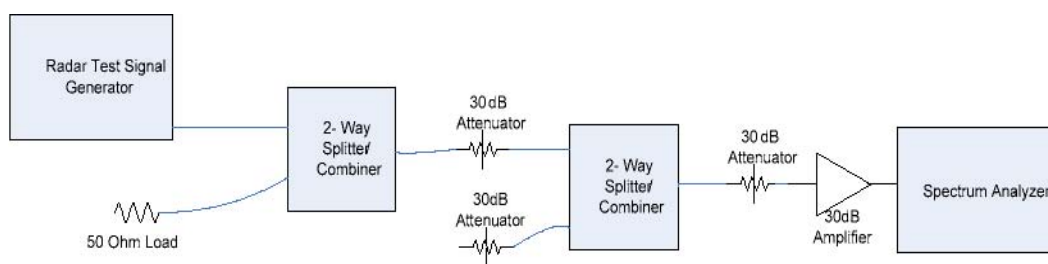 Radar Test Signal
Generator
50 Ohm Load
2- Way
Splitter/
Combiner
30dB
Attenuator
30dB
Attenuator
2- Way
Splitter/
Combiner
30dB
Attenuator
30dB
Amplifier
Spectrum Analyzer